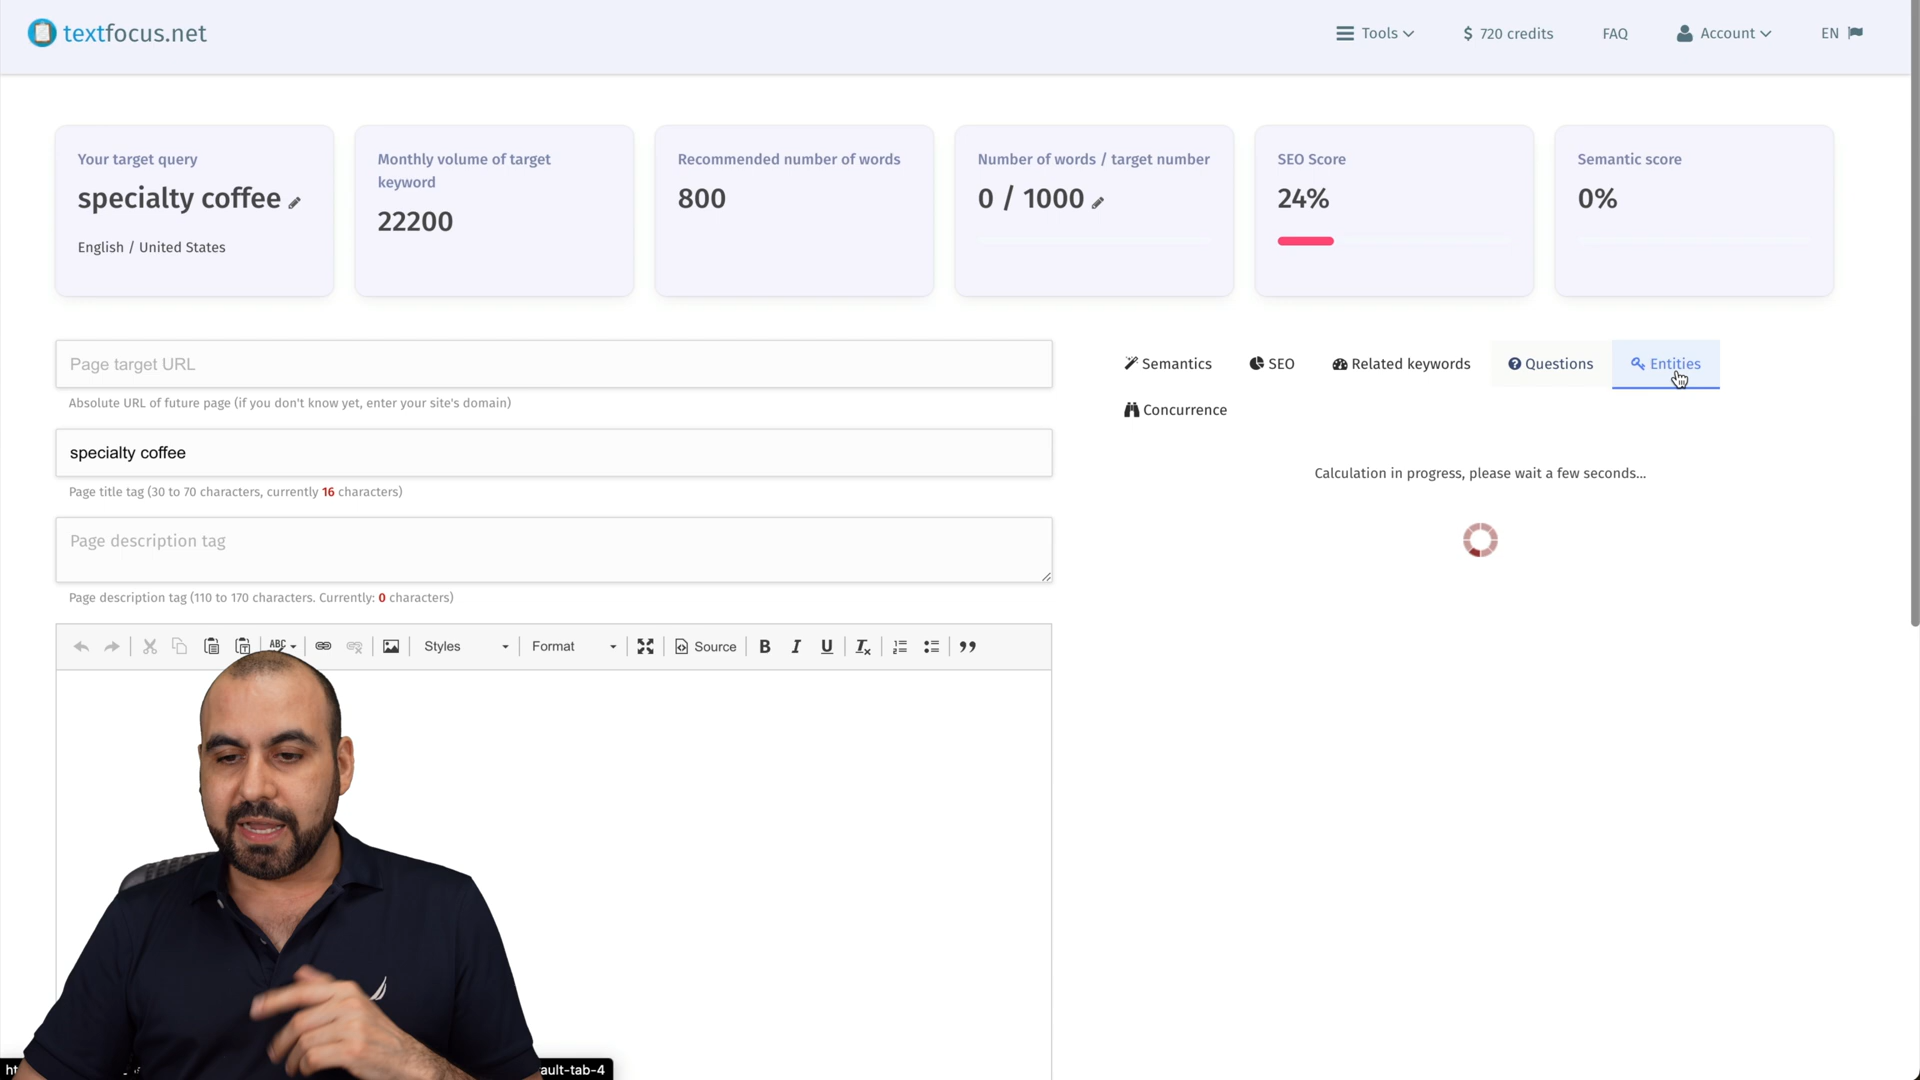 textfocus.net
Tools
$ 720 credits
FAQ
Account
EN
Your target query
specialty coffee
English / United States
Monthly volume of target
keyword
22200
Recommended number of words
800
Number of words / target number
0 / 1000
SEO Score
24%
Semantic score
0%
Page target URL
Absolute URL of future page (if you don't know yet, enter your site's domain)
specialty coffee
Page title tag (30 to 70 characters, currently 16 characters)
Page description tag
Page description tag (110 to 170 characters. Currently: 0 characters)
Semantics
SEO
Related keywords
Questions
Entities
Concurrence
Calculation in progress, please wait a few seconds...
ABC
Styles
Format
Source
B
I
U
ault-tab-4